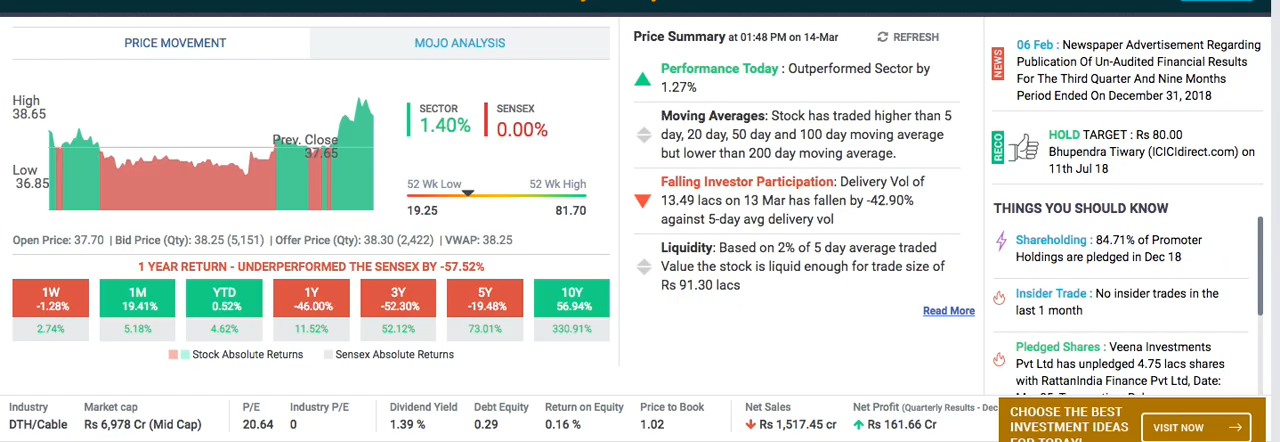 PRICE MOVEMENT
MOJO ANALYSIS
High
38.65
Prev. Close
37.65
Low
36.85
SECTOR
1.40%
SENSEX
0.00%
52 Wk Low
52 Wk High
19.25
81.70
Open Price: 37.70 | Bid Price (Qty): 38.25 (5,151) | Offer Price (Qty): 38.30 (2,422) | VWAP: 38.25
1 YEAR RETURN - UNDERPERFORMED THE SENSEX BY -57.52%
1W 1M YTD 1Y 3Y 5Y 10Y
-1.28% 19.41% 0.52% -46.00% -52.30% -19.48% 56.94%
2.74% 5.18% 4.62% 11.52% 52.12% 73.01% 330.91%
Stock Absolute Returns Sensex Absolute Returns
Price Summary at 01:48 PM on 14-Mar
REFRESH
Performance Today : Outperformed Sector by
1.27%
Moving Averages: Stock has traded higher than 5
day, 20 day, 50 day and 100 day moving average
but lower than 200 day moving average.
Falling Investor Participation: Delivery Vol of
13.49 lacs on 13 Mar has fallen by -42.90%
against 5-day avg delivery vol
Liquidity: Based on 2% of 5 day average traded
Value the stock is liquid enough for trade size of
Rs 91.30 lacs
Read More
NEWS
06 Feb : Newspaper Advertisement Regarding
Publication Of Un-Audited Financial Results
For The Third Quarter And Nine Months
Period Ended On December 31, 2018
RECO
HOLD TARGET : Rs 80.00
Bhupendra Tiwary (ICICIdirect.com) on
11th Jul 18
THINGS YOU SHOULD KNOW
Shareholding : 84.71% of Promoter
Holdings are pledged in Dec 18
Insider Trade : No insider trades in the
last 1 month
Pledged Shares : Veena Investments
Pvt Ltd has unpledged 4.75 lacs shares
with RattanIndia Finance Pvt Ltd, Date:
Industry Market cap P/E Industry P/E Dividend Yield Debt Equity Return on Equity Price to Book Net Sales Net Profit (Quarterly Results - Dec
DTH/Cable Rs 6,978 Cr (Mid Cap) 20.64 0 1.39 % 0.29 0.16 % 1.02 Rs 1,517.45 cr Rs 161.66 Cr
CHOOSE THE BEST
INVESTMENT IDEAS
FOR TODAY!
VISIT NOW